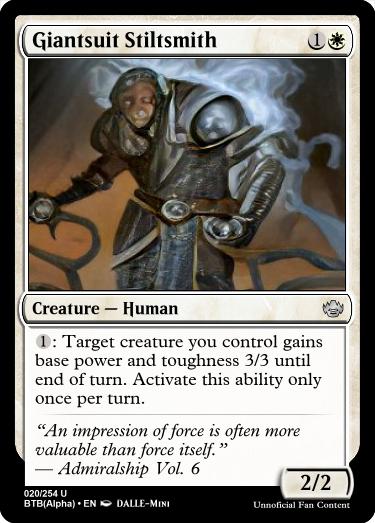 Giantsuit Stiltsmith 1
Creature — Human
1: Target creature you control gains
base power and toughness 3/3 until
end of turn. Activate this ability only
once per turn.
“An impression of force is often more
valuable than force itself.”
— Admiralship Vol. 6
2/2
020/254 U
BTB(Alpha) • EN DALLE-Mini
Unnoficial Fan Content